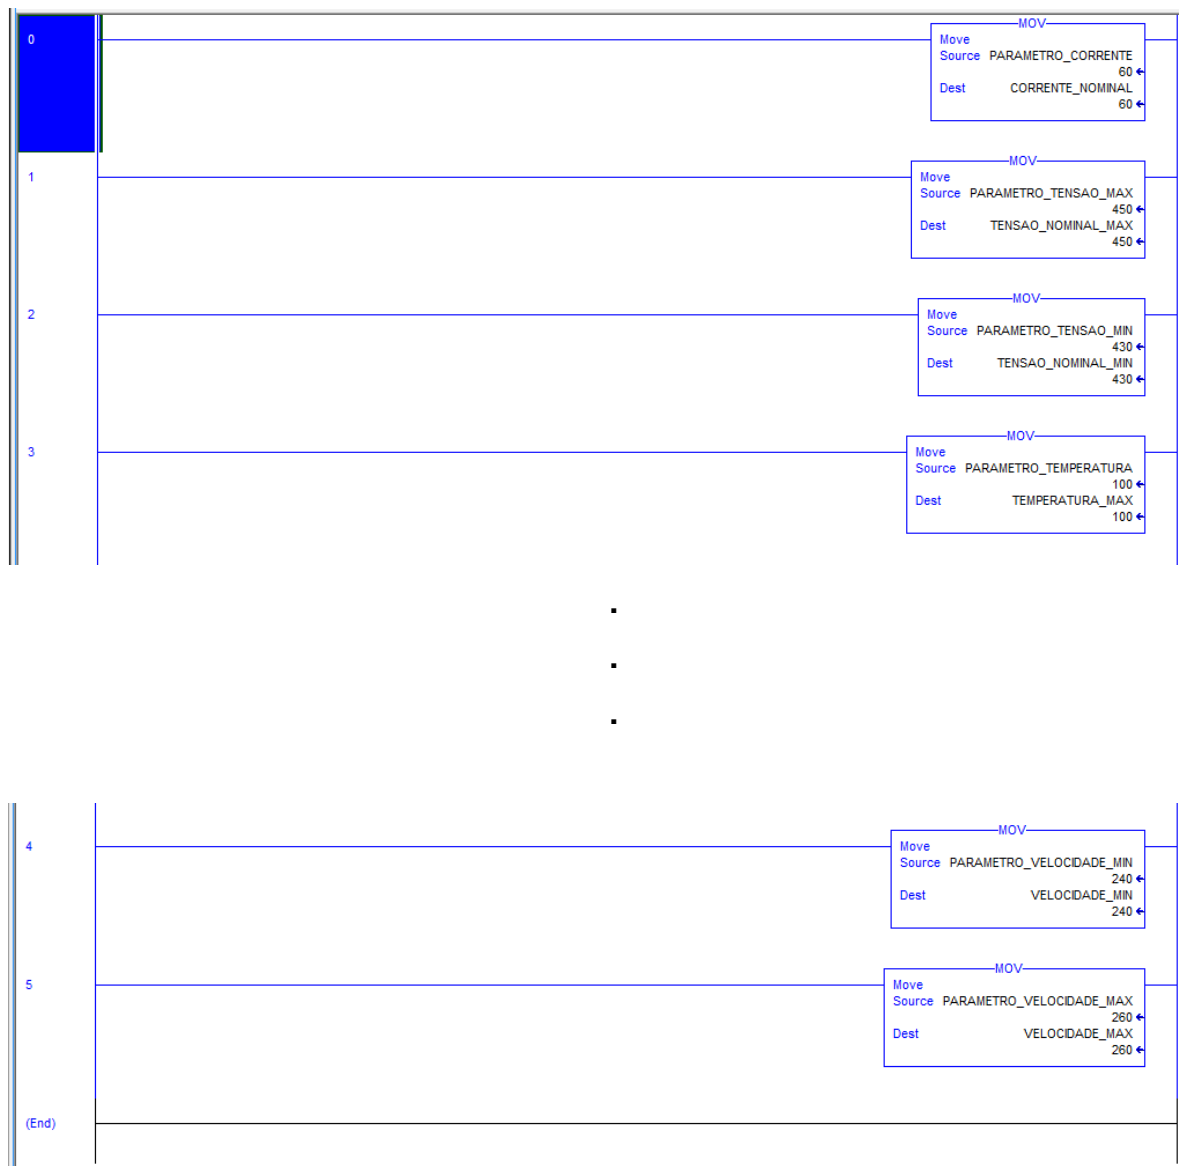 MOV
0
Move
Source PARAMETRO_CORRENTE
60
Dest CORRENTE_NOMINAL
60
MOV
1
Move
Source PARAMETRO_TENSAO_MAX
450
Dest TENSAO_NOMINAL_MAX
450
MOV
2
Move
Source PARAMETRO_TENSAO_MIN
430
Dest TENSAO_NOMINAL_MIN
430
MOV
3
Move
Source PARAMETRO_TEMPERATURA
100
Dest TEMPERATURA_MAX
100
.
.
.
MOV
4
Move
Source PARAMETRO_VELOCIDADE_MIN
240
Dest VELOCIDADE_MIN
240
MOV
5
Move
Source PARAMETRO_VELOCIDADE_MAX
260
Dest VELOCIDADE_MAX
260
(End)